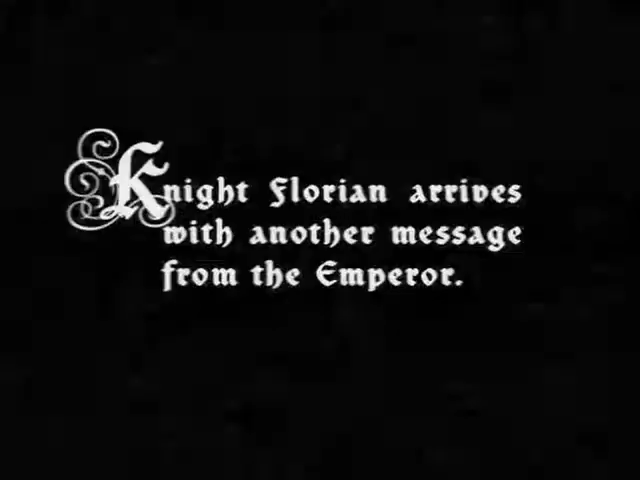 Knight Florian arrives
with another message
from the Emperor.